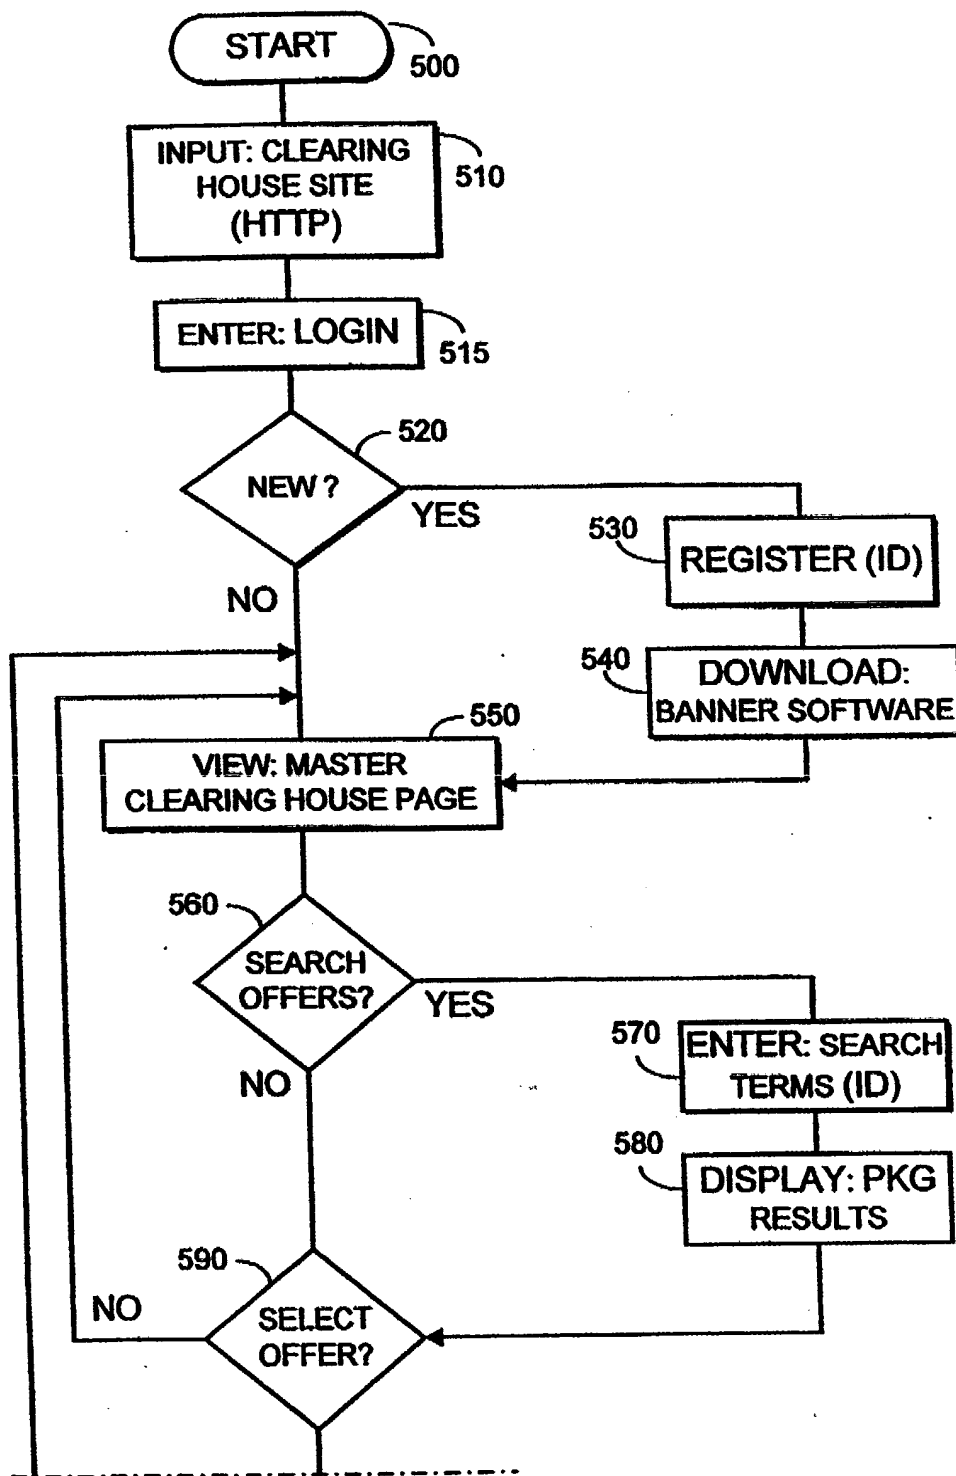 START
500
INPUT: CLEARING
HOUSE SITE
(HTTP)
510
ENTER: LOGIN
515
520
NEW ?
YES
NO
530
REGISTER (ID)
540
DOWNLOAD:
BANNER SOFTWARE
550
VIEW: MASTER
CLEARING HOUSE PAGE
560
SEARCH
OFFERS?
YES
NO
570
ENTER: SEARCH
TERMS (ID)
580
DISPLAY: PKG
RESULTS
590
NO
SELECT
OFFER?